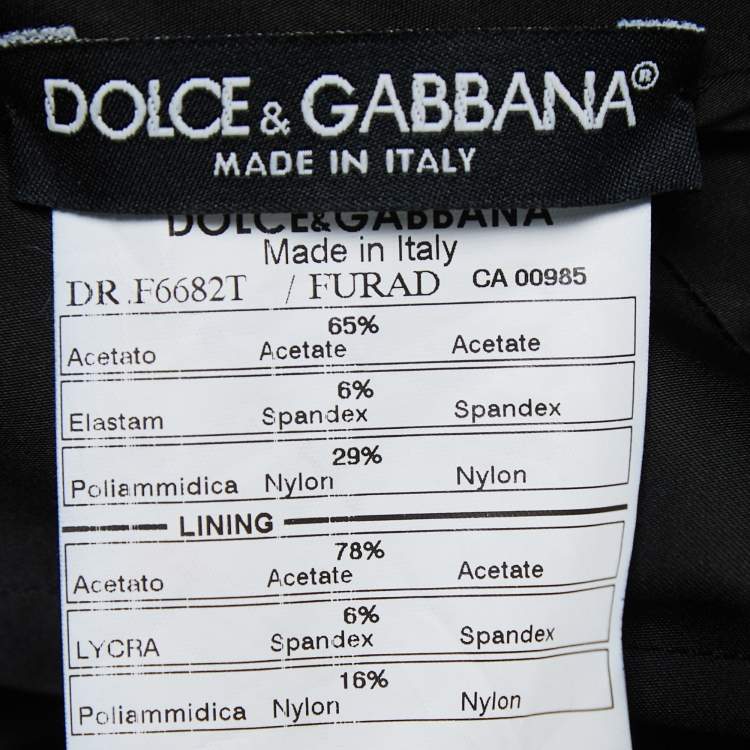 DOLCE & GABBANA®
MADE IN ITALY
DOLCE&GABBANA
Made in Italy
DR.F6682T / FURAD CA 00985
65%
Acetato Acetate Acetate
6%
Elastam Spandex Spandex
29%
Poliammidica Nylon Nylon
LINING
78%
Acetato Acetate Acetate
6%
LYCRA Spandex Spandex
16%
Poliammidica Nylon Nylon